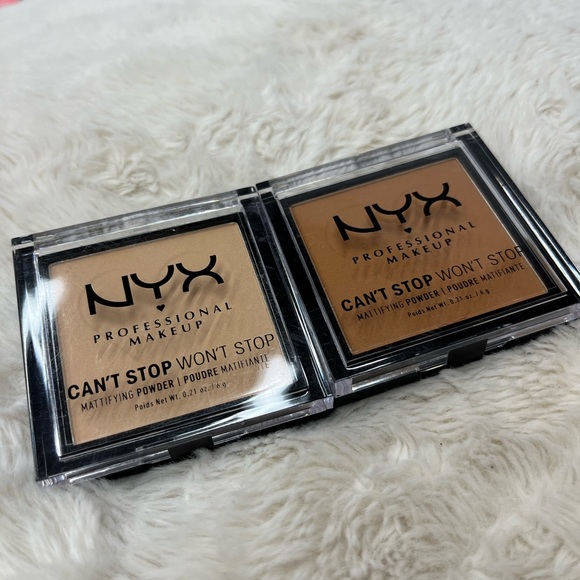 NYX
PROFESSIONAL
MAKEUP
CAN'T STOP WON'T STOP
MATTIFYING POWDER | POUDRE MATIFIANTE
Poids Net Wt. 0.21 oz. / 6 g
NYX
PROFESSIONAL
MAKEUP
CAN'T STOP WON'T STOP
MATTIFYING POWDER | POUDRE MATIFIANTE
Poids Net Wt. 0.21 oz. / 6 g